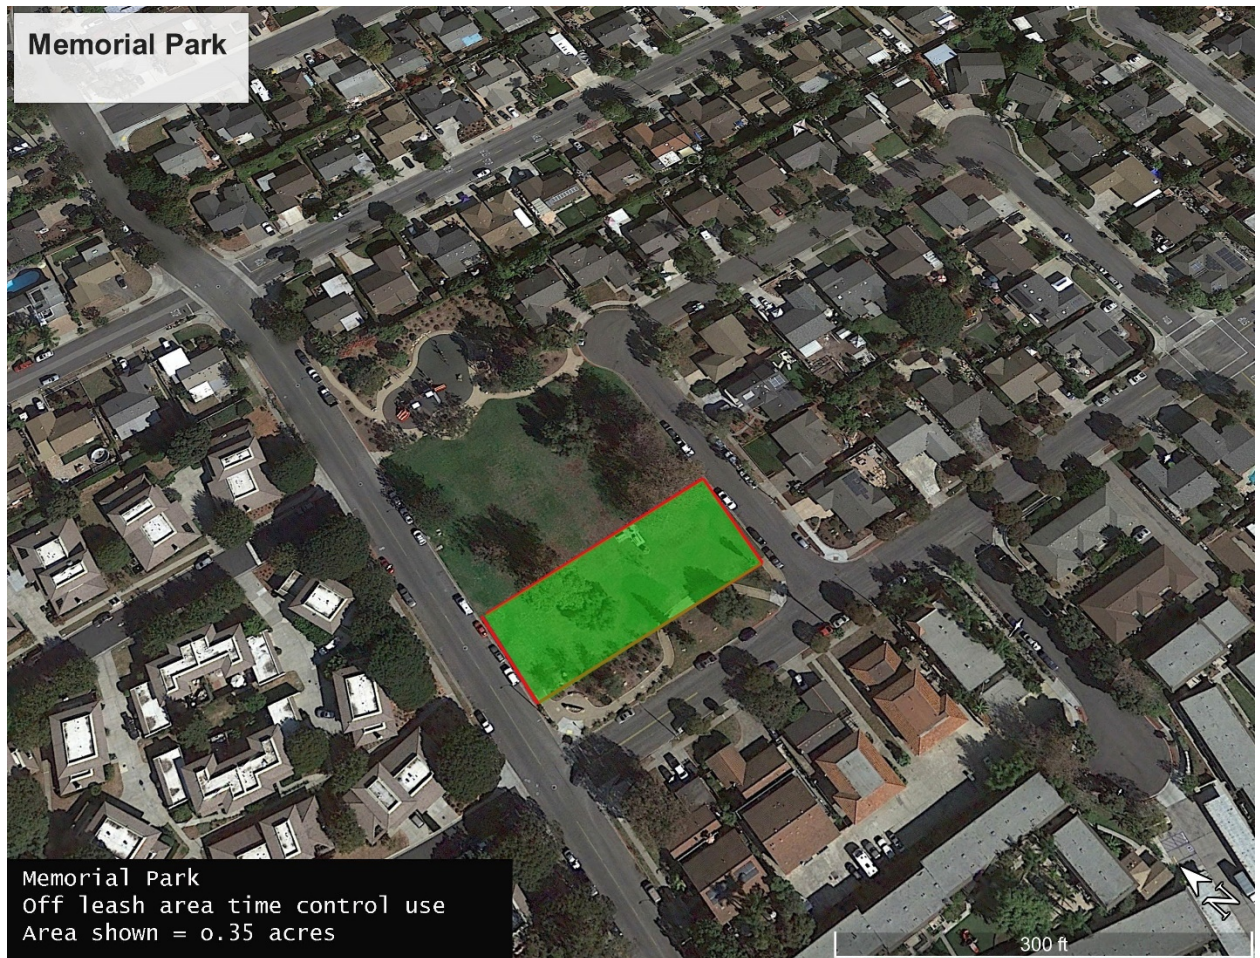 Memorial Park
Memorial Park
Off leash area time control use
Area shown = 0.35 acres
N
300 ft